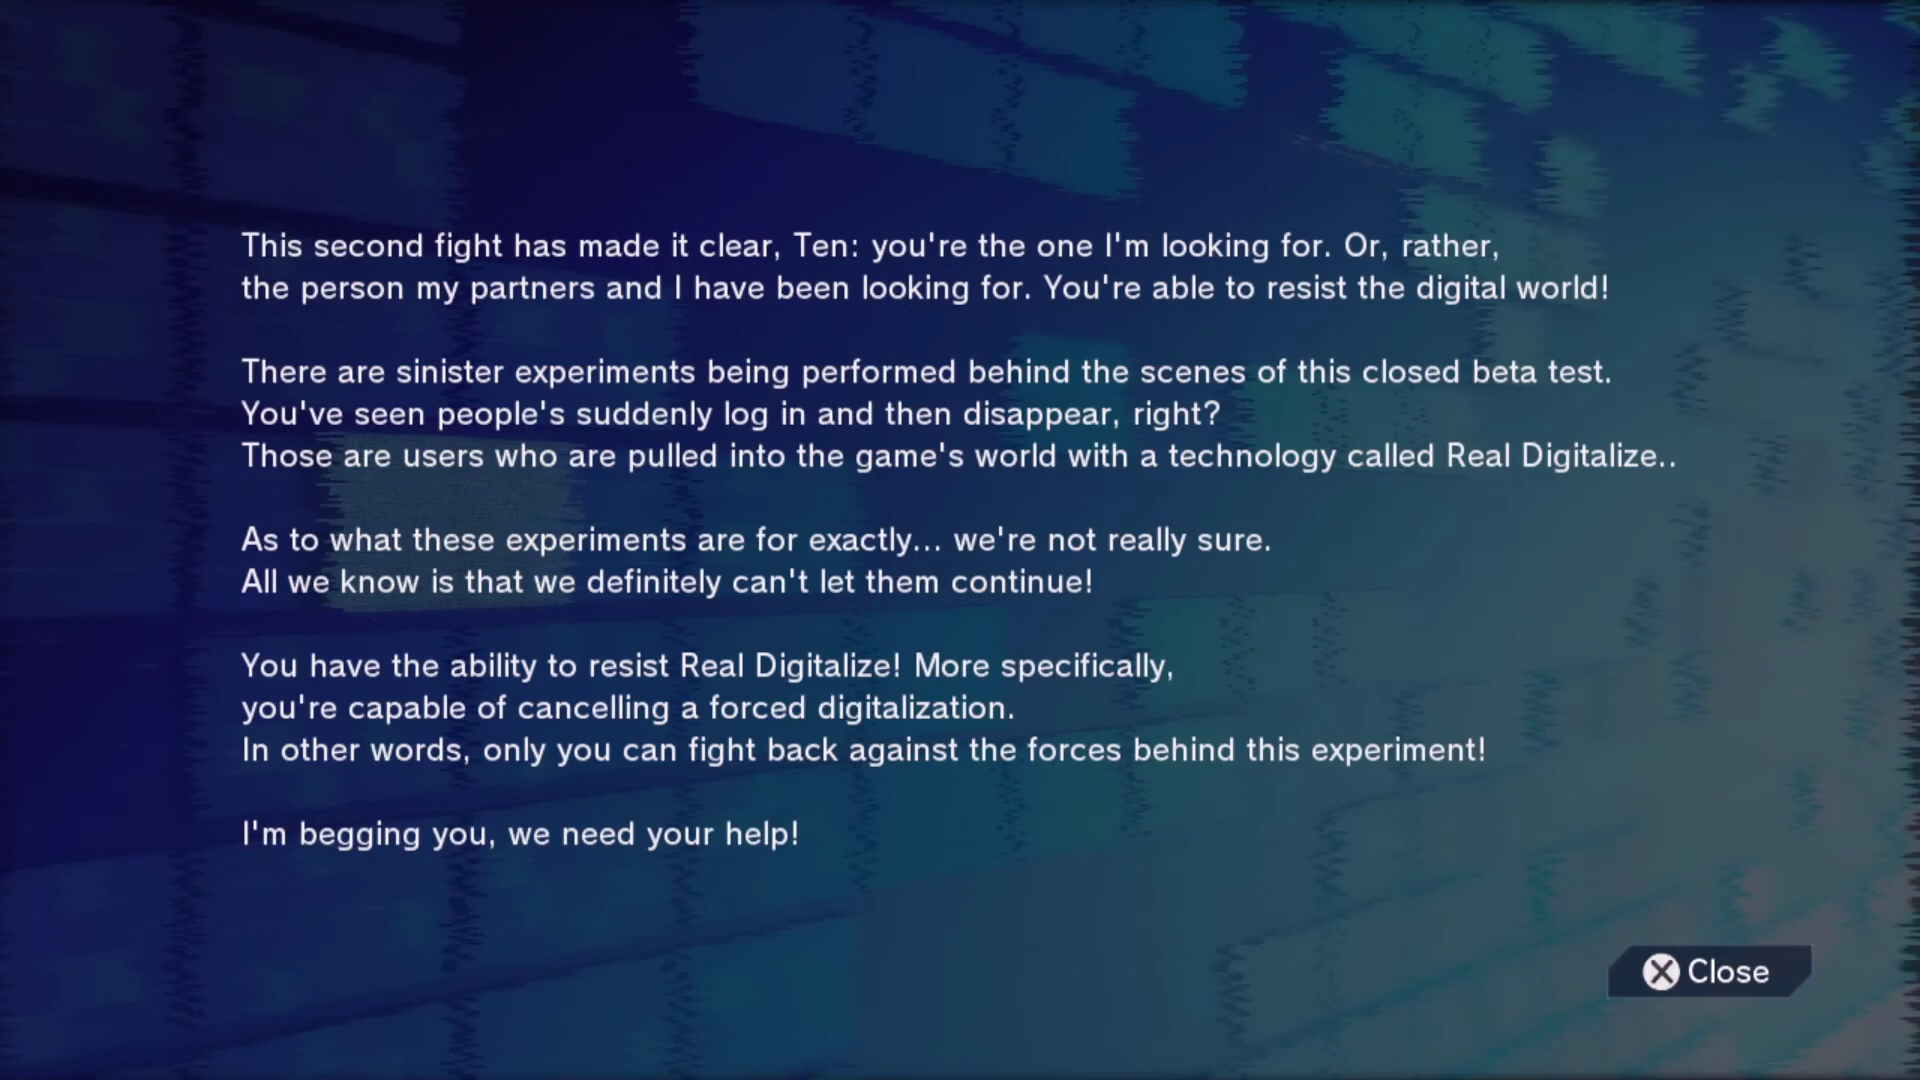 This second fight has made it clear, Ten: you're the one I'm looking for. Or, rather,
the person my partners and I have been looking for. You're able to resist the digital world!
There are sinister experiments being performed behind the scenes of this closed beta test.
You've seen people's suddenly log in and then disappear, right?
Those are users who are pulled into the game's world with a technology called Real Digitalize..
As to what these experiments are for exactly... we're not really sure.
All we know is that we definitely can't let them continue!
You have the ability to resist Real Digitalize! More specifically,
you're capable of cancelling a forced digitalization.
In other words, only you can fight back against the forces behind this experiment!
I'm begging you, we need your help!
Close